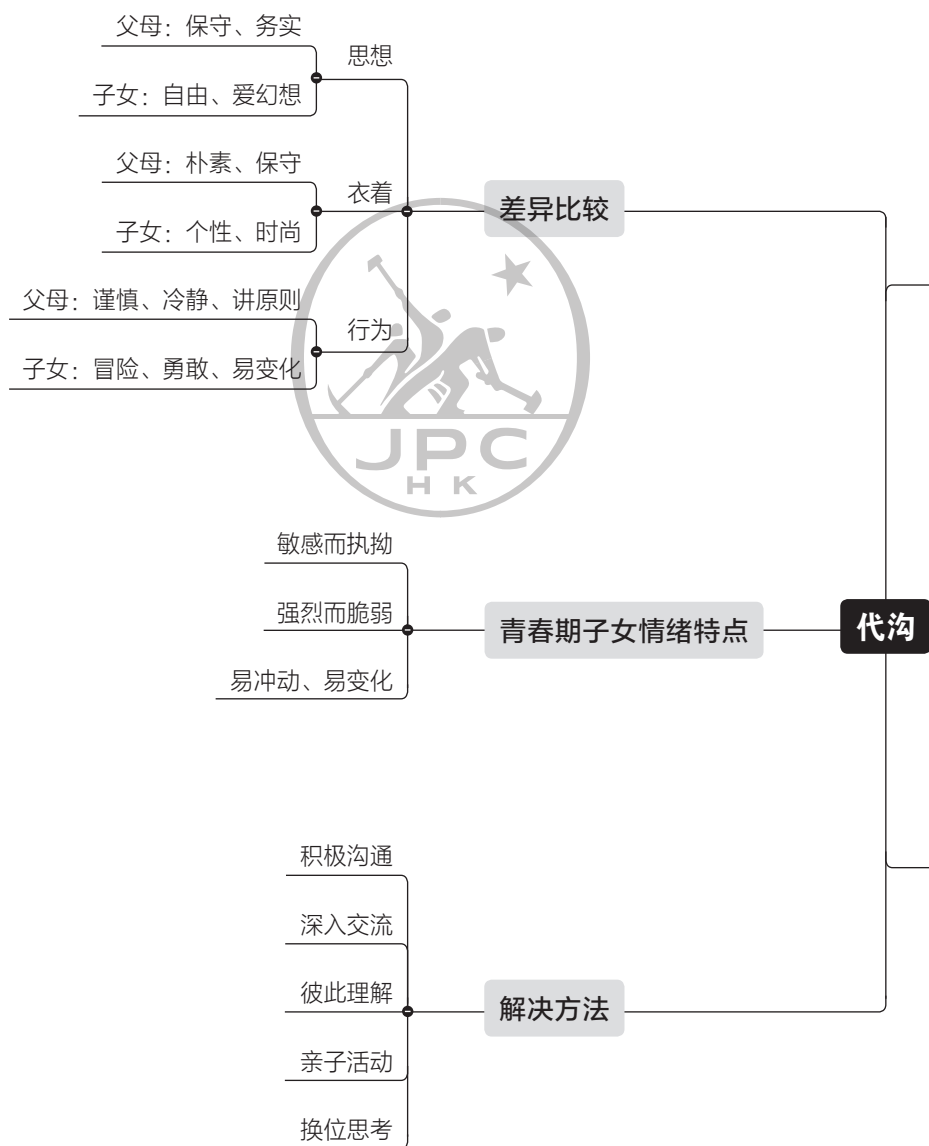 父母：保守、务实
思想
子女：自由、爱幻想
父母：朴素、保守
衣着
差异比较
子女：个性、时尚
父母：谨慎、冷静、讲原则
行为
子女：冒险、勇敢、易变化
JPC
HK
敏感而执拗
强烈而脆弱
青春期子女情绪特点
代沟
易冲动、易变化
积极沟通
深入交流
彼此理解
解决方法
亲子活动
换位思考